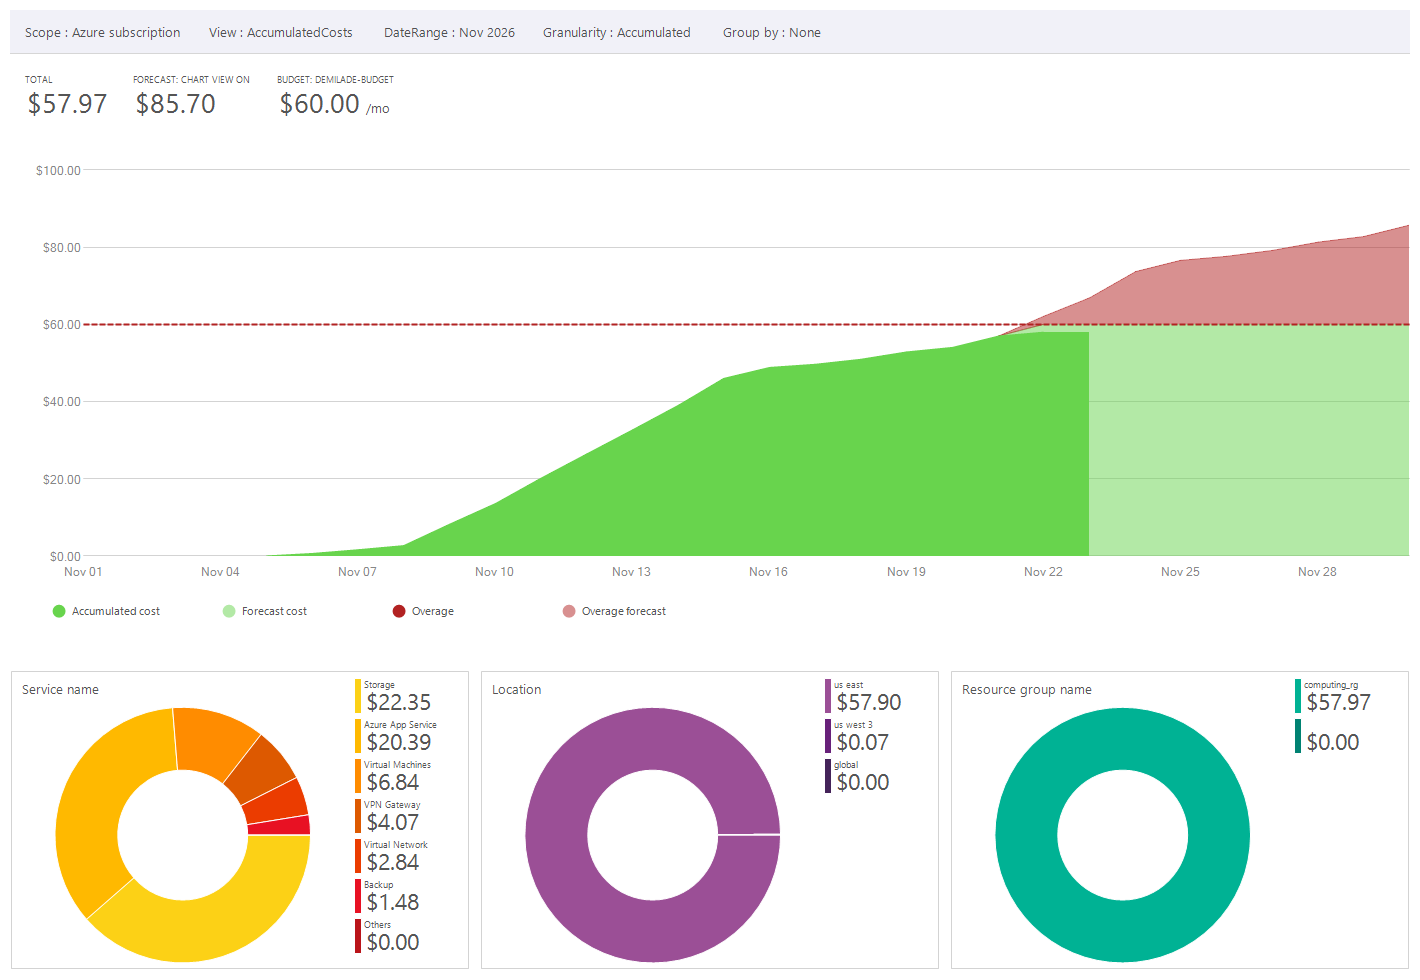 Scope : Azure subscription View : AccumulatedCosts DateRange : Nov 2026 Granularity : Accumulated Group by : None
TOTAL FORECAST: CHART VIEW ON BUDGET: DEMILADE-BUDGET
$57.97 $85.70 $60.00 /mo
$100.00
$80.00
$60.00
$40.00
$20.00
$0.00
Nov 01 Nov 04 Nov 07 Nov 10 Nov 13 Nov 16 Nov 19 Nov 22 Nov 25 Nov 28
Accumulated cost Forecast cost Overage Overage forecast
Service name
Storage
$22.35
Azure App Service
$20.39
Virtual Machines
$6.84
VPN Gateway
$4.07
Virtual Network
$2.84
Backup
$1.48
Others
$0.00
Location
us east
$57.90
us west 3
$0.07
global
$0.00
Resource group name
computing_rg
$57.97
$0.00